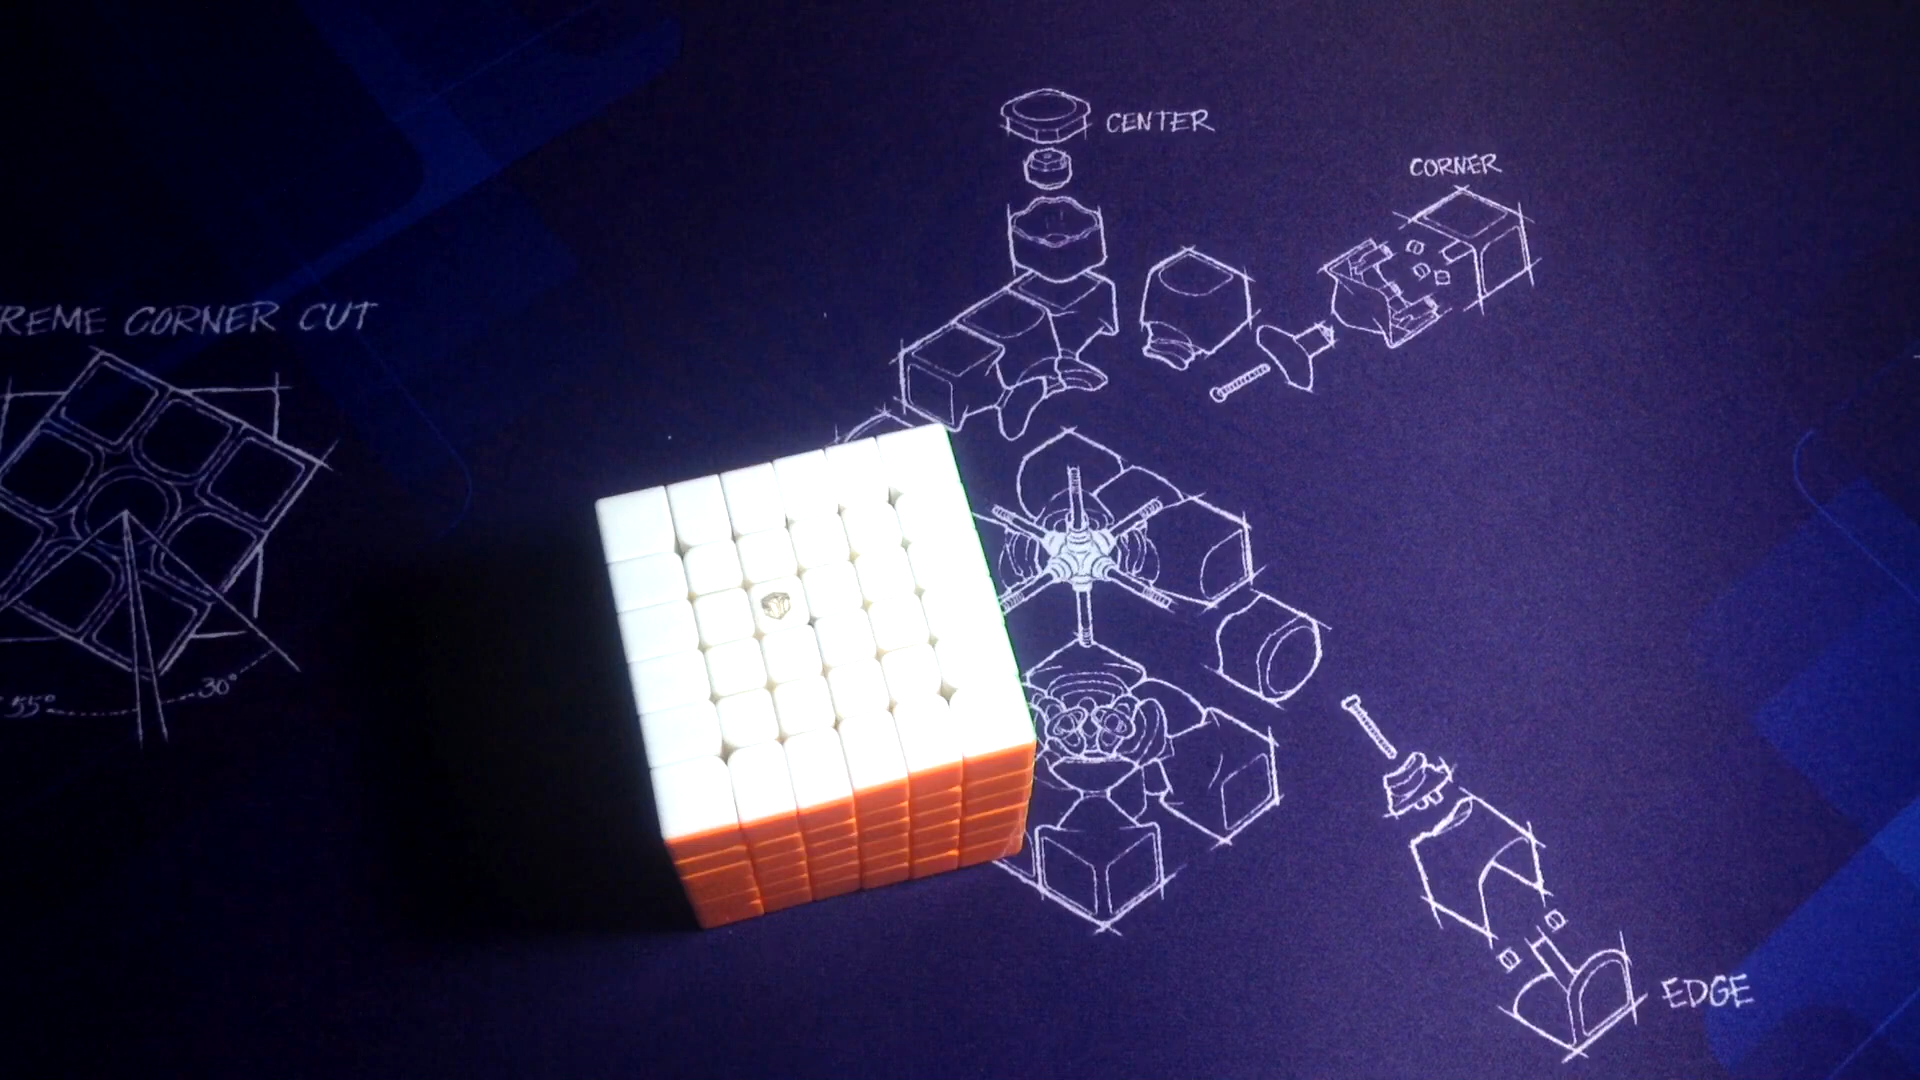 CENTER
CORNER
REME CORNER CUT
55°
30°
EDGE